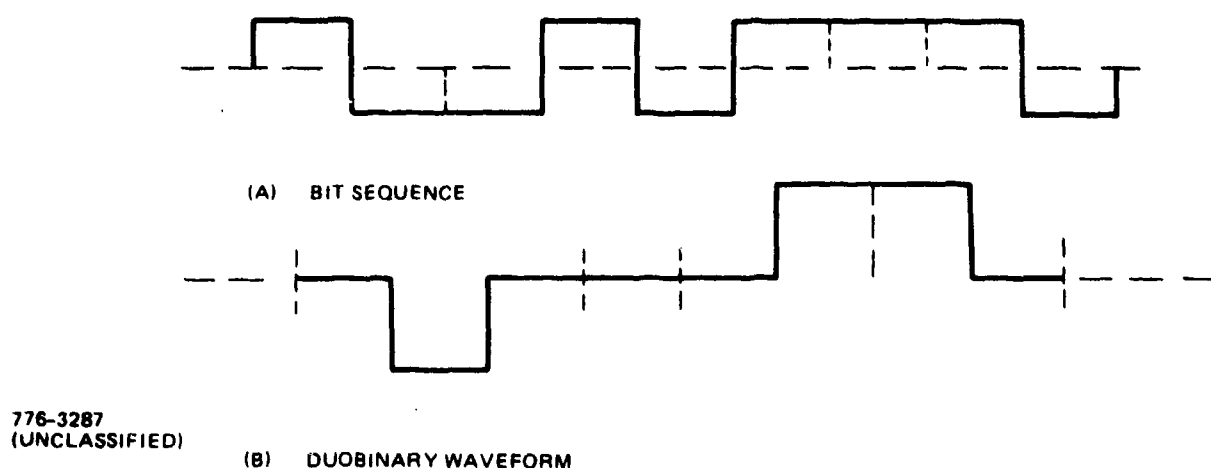 (A) BIT SEQUENCE
776-3287
(UNCLASSIFIED)
(B) DUOBINARY WAVEFORM